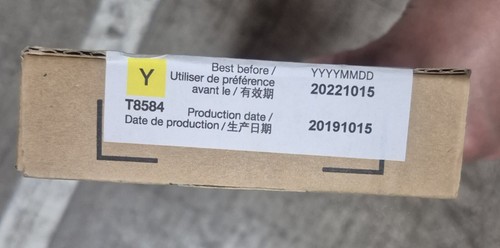 Y
Best before / YYYYMMDD
Utiliser de préférence
avant le / 有效期 20221015
T8584
Production date /
Date de production / 生产日期 20191015